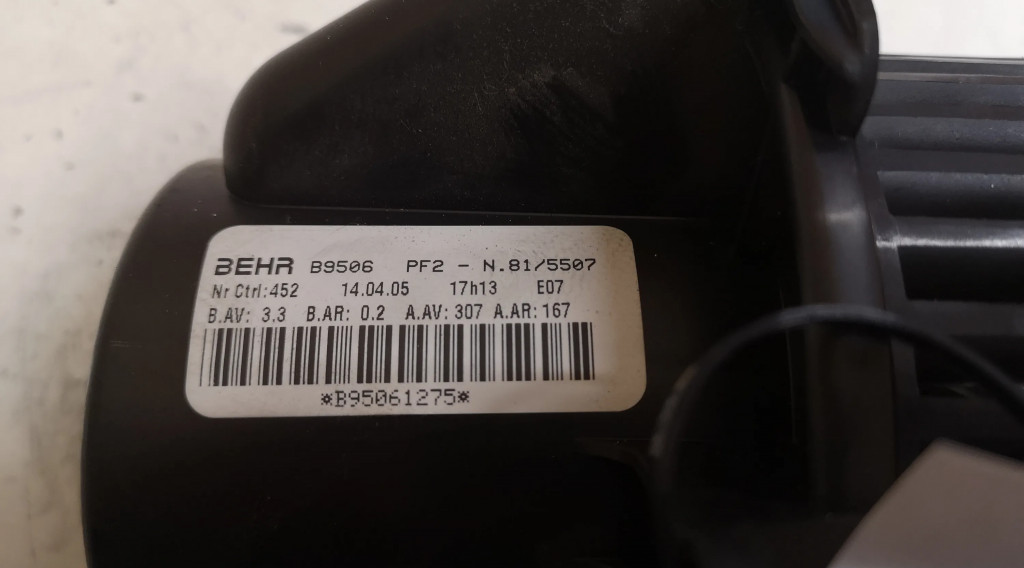 BEHR B9506 PF2 - N.81/5507
Nr Ctrl:452 14.04.05 17h13 E07
B.AV: 3.3 B.AR: 0.2 A.AV: 307 A.AR: 167
*B95061275*